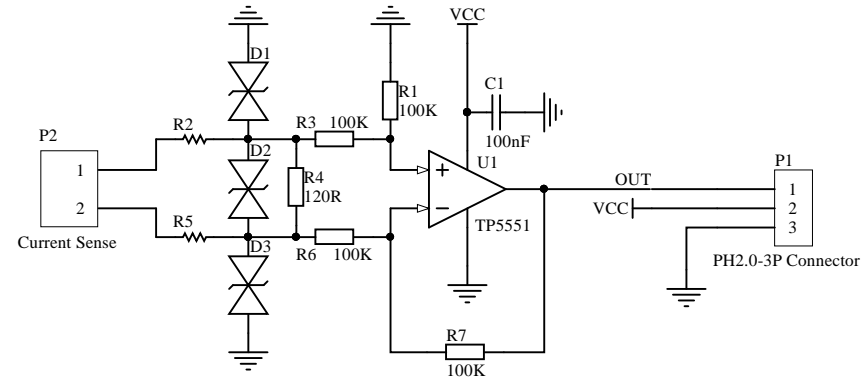 VCC
D1
R1
100K
C1
100nF
P2
R2
R3
100K
1
D2
R4
120R
U1
+
P1
2
R5
−
OUT
1
VCC
2
3
TP5551
Current Sense
D3
R6
100K
PH2.0-3P Connector
R7
100K